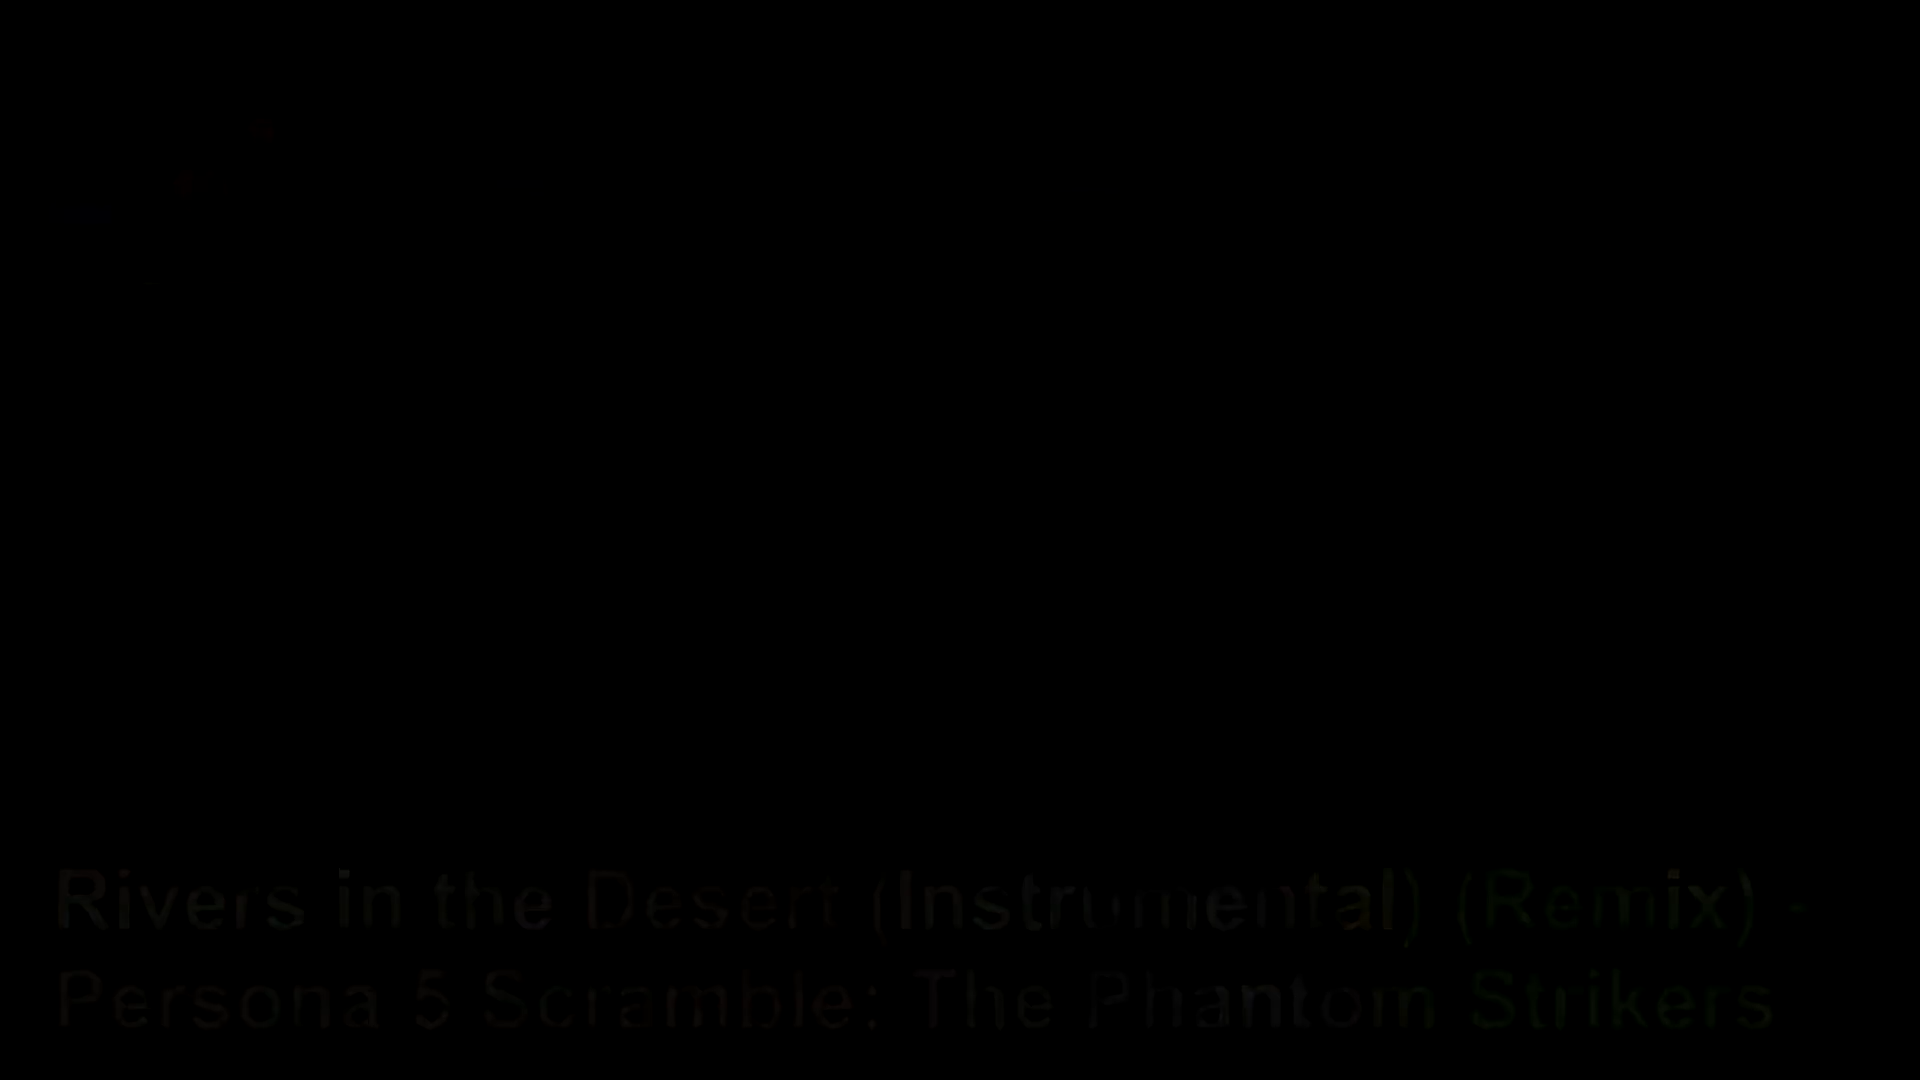 Rivers in the Desert (Instrumental) (Remix) -
Persona 5 Scramble: The Phantom Strikers